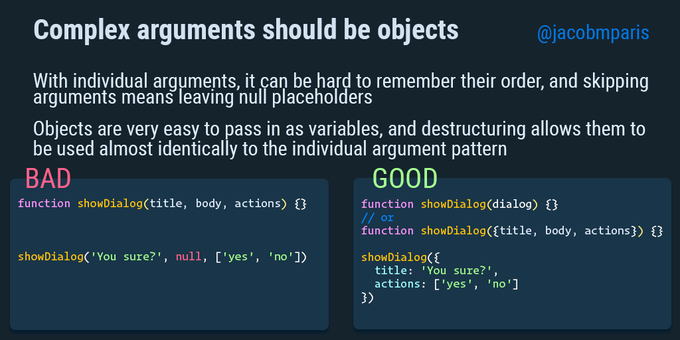 Complex arguments should be objects
@jacobmparis
With individual arguments, it can be hard to remember their order, and skipping
arguments means leaving null placeholders
Objects are very easy to pass in as variables, and destructuring allows them to
be used almost identically to the individual argument pattern
BAD
function showDialog(title, body, actions) {}
showDialog('You sure?', null, ['yes', 'no'])
GOOD
function showDialog(dialog) {}
// or
function showDialog({title, body, actions}) {}
showDialog({
  title: 'You sure?',
  actions: ['yes', 'no']
})